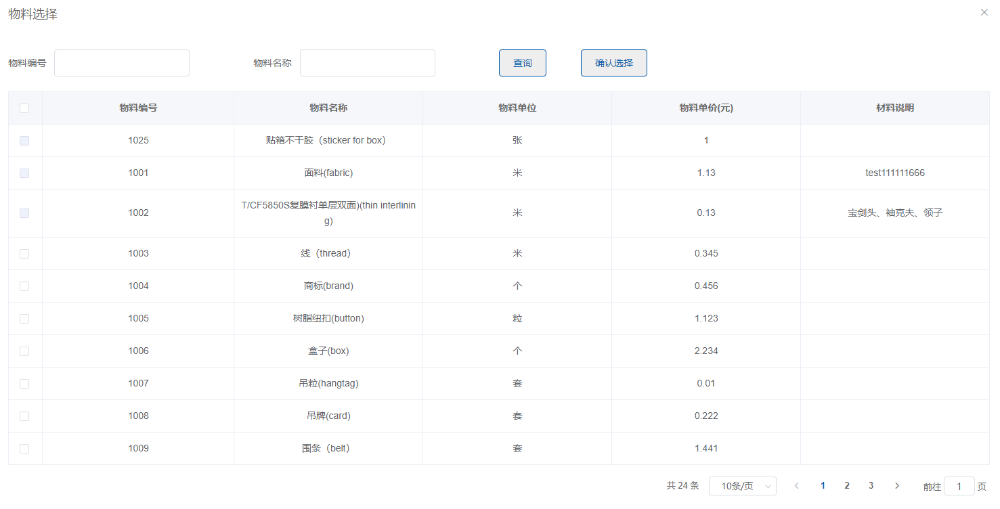 物料选择
物料编号
物料名称
查询
确认选择
物料编号 物料名称 物料单位 物料单价(元) 材料说明
1025 贴箱不干胶（sticker for box） 张 1
1001 面料(fabric) 米 1.13 test111111666
T/CF5850S复膜衬单层双面)(thin interlinin
1002 g) 米 0.13 宝剑头、袖克夫、领子
1003 线（thread） 米 0.345
1004 商标(brand) 个 0.456
1005 树脂纽扣(button) 粒 1.123
1006 盒子(box) 个 2.234
1007 吊粒(hangtag) 套 0.01
1008 吊牌(card) 套 0.222
1009 围条（belt） 套 1.441
共 24 条 10条/页 1 2 3 前往 1 页